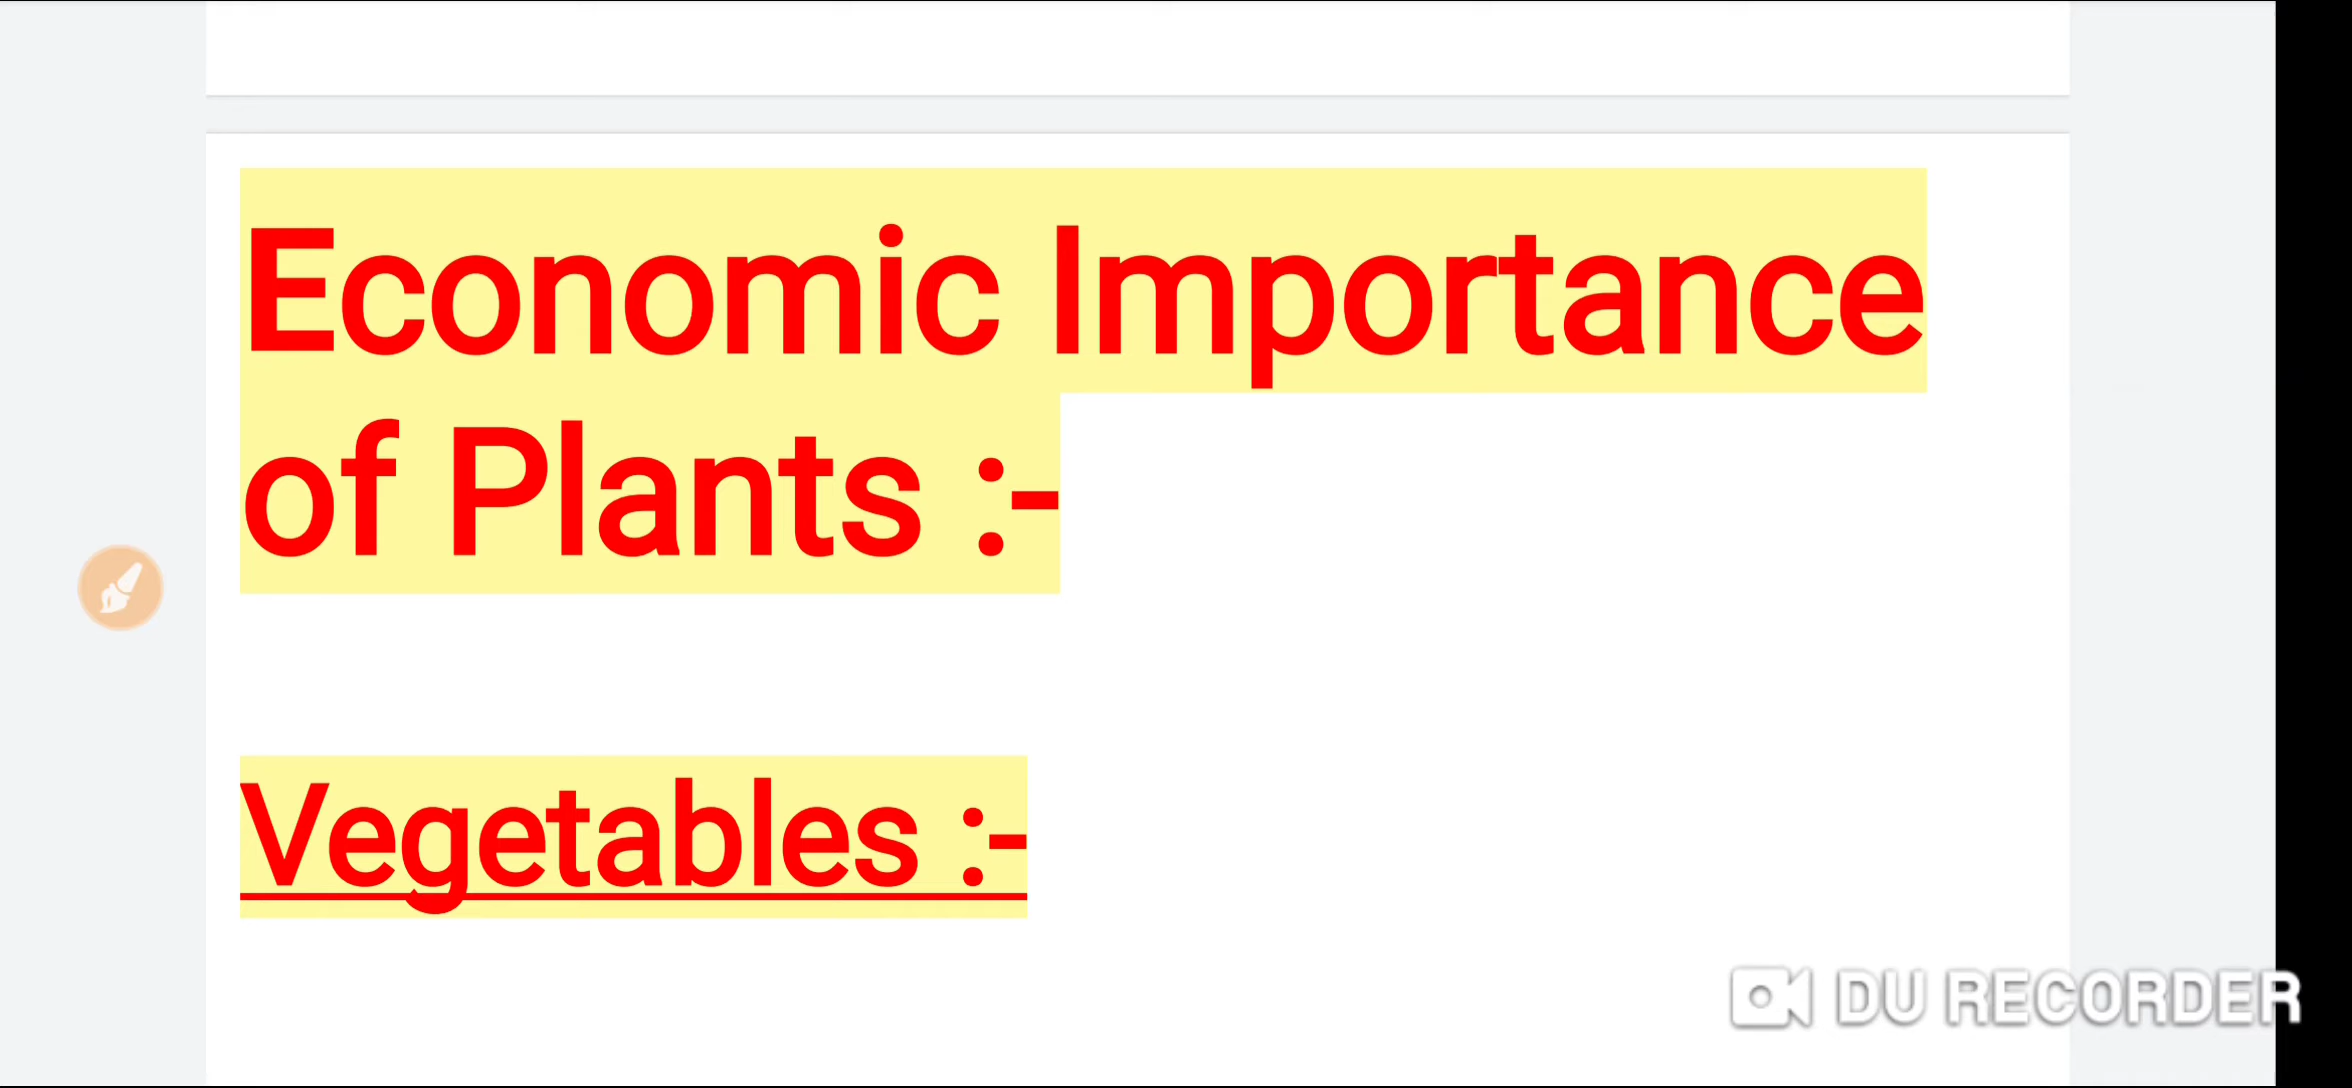 Economic Importance
of Plants :-
Vegetables :-
DU RECORDER